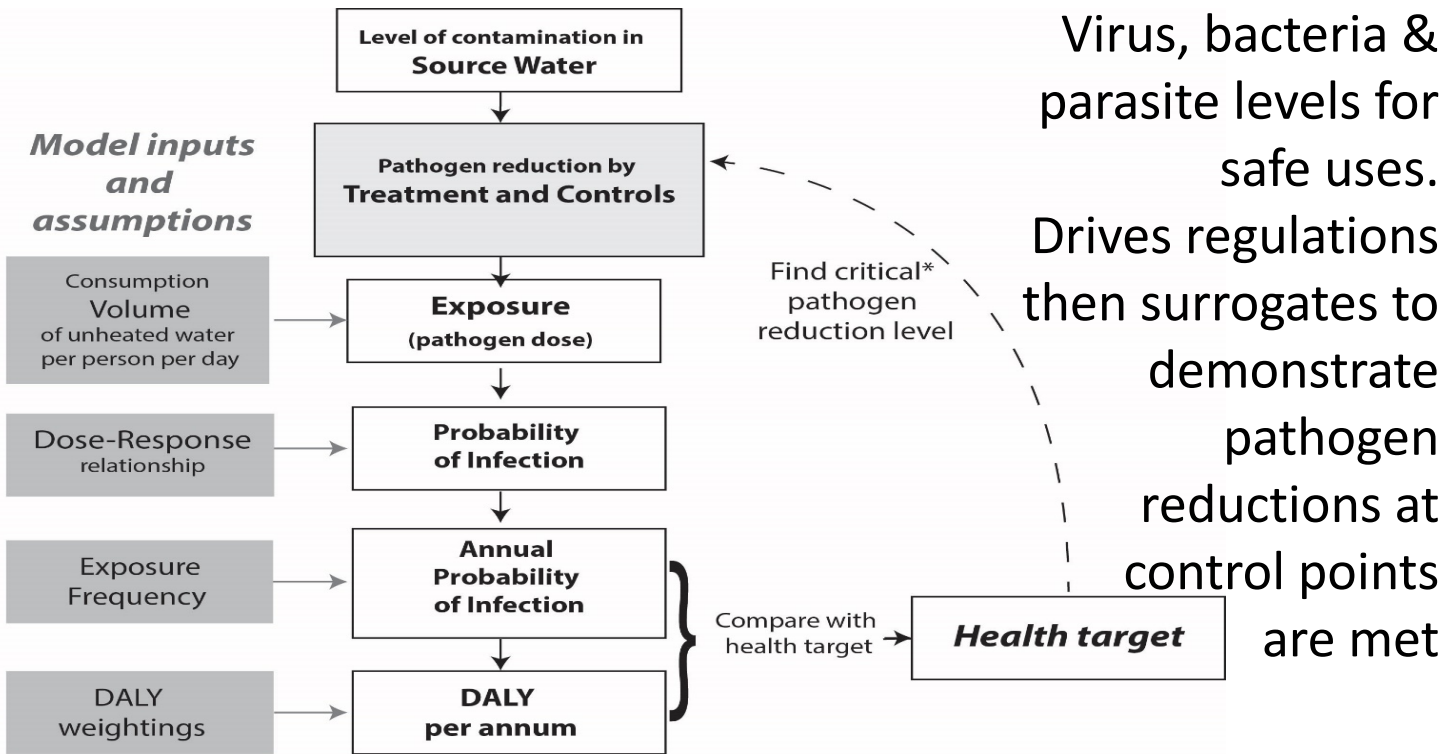 Level of contamination in
Source Water
Model inputs
and
assumptions
Pathogen reduction by
Treatment and Controls
Consumption
Volume
of unheated water
per person per day
Exposure
(pathogen dose)
Dose-Response
relationship
Probability
of Infection
Exposure
Frequency
Annual
Probability
of Infection
DALY
weightings
DALY
per annum
Compare with
health target
Health target
Find critical*
pathogen
reduction level
Virus, bacteria &
parasite levels for
safe uses.
Drives regulations
then surrogates to
demonstrate
pathogen
reductions at
control points
are met